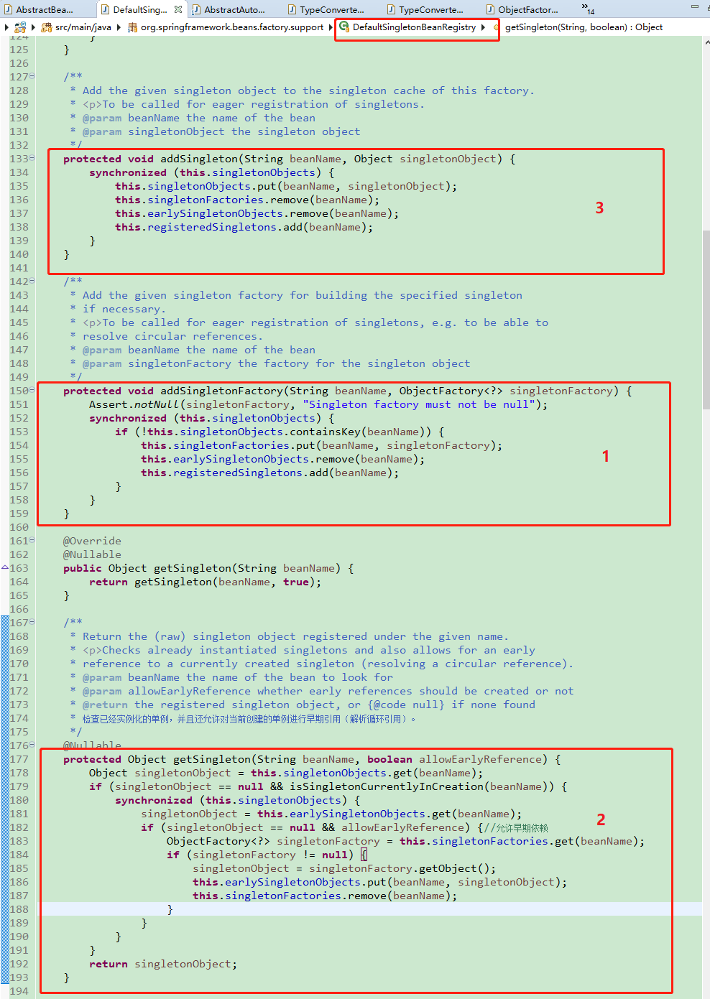 AbstractBea...
DefaultSing...
AbstractAuto...
TypeConverte...
TypeConverte...
ObjectFactor...
»14
src/main/java
org.springframework.beans.factory.support
DefaultSingletonBeanRegistry
getSingleton(String, boolean) : Object
124         }
125     }
126
127     /**
128      * Add the given singleton object to the singleton cache of this factory.
129      * <p>To be called for eager registration of singletons.
130      * @param beanName the name of the bean
131      * @param singletonObject the singleton object
132      */
133     protected void addSingleton(String beanName, Object singletonObject) {
134         synchronized (this.singletonObjects) {
135             this.singletonObjects.put(beanName, singletonObject);
136             this.singletonFactories.remove(beanName);
137             this.earlySingletonObjects.remove(beanName);
3
138             this.registeredSingletons.add(beanName);
139         }
140     }
141
142     /**
143      * Add the given singleton factory for building the specified singleton
144      * if necessary.
145      * <p>To be called for eager registration of singletons, e.g. to be able to
146      * resolve circular references.
147      * @param beanName the name of the bean
148      * @param singletonFactory the factory for the singleton object
149      */
150     protected void addSingletonFactory(String beanName, ObjectFactory<?> singletonFactory) {
151         Assert.notNull(singletonFactory, "Singleton factory must not be null");
152         synchronized (this.singletonObjects) {
153             if (!this.singletonObjects.containsKey(beanName)) {
154                 this.singletonFactories.put(beanName, singletonFactory);
155                 this.earlySingletonObjects.remove(beanName);
1
156                 this.registeredSingletons.add(beanName);
157             }
158         }
159     }
160
161     @Override
162     @Nullable
163     public Object getSingleton(String beanName) {
164         return getSingleton(beanName, true);
165     }
166
167     /**
168      * Return the (raw) singleton object registered under the given name.
169      * <p>Checks already instantiated singletons and also allows for an early
170      * reference to a currently created singleton (resolving a circular reference).
171      * @param beanName the name of the bean to look for
172      * @param allowEarlyReference whether early references should be created or not
173      * @return the registered singleton object, or {@code null} if none found
174      * 检查已经实例化的单例，并且还允许对当前创建的单例进行早期引用（解析循环引用）。
175      */
176     @Nullable
177     protected Object getSingleton(String beanName, boolean allowEarlyReference) {
178         Object singletonObject = this.singletonObjects.get(beanName);
179         if (singletonObject == null && isSingletonCurrentlyInCreation(beanName)) {
180             synchronized (this.singletonObjects) {
181                 singletonObject = this.earlySingletonObjects.get(beanName);
2
182                 if (singletonObject == null && allowEarlyReference) {//允许早期依赖
183                     ObjectFactory<?> singletonFactory = this.singletonFactories.get(beanName);
184                     if (singletonFactory != null) {
185                         singletonObject = singletonFactory.getObject();
186                         this.earlySingletonObjects.put(beanName, singletonObject);
187                         this.singletonFactories.remove(beanName);
188                     }
189                 }
190             }
191         }
192         return singletonObject;
193     }
194